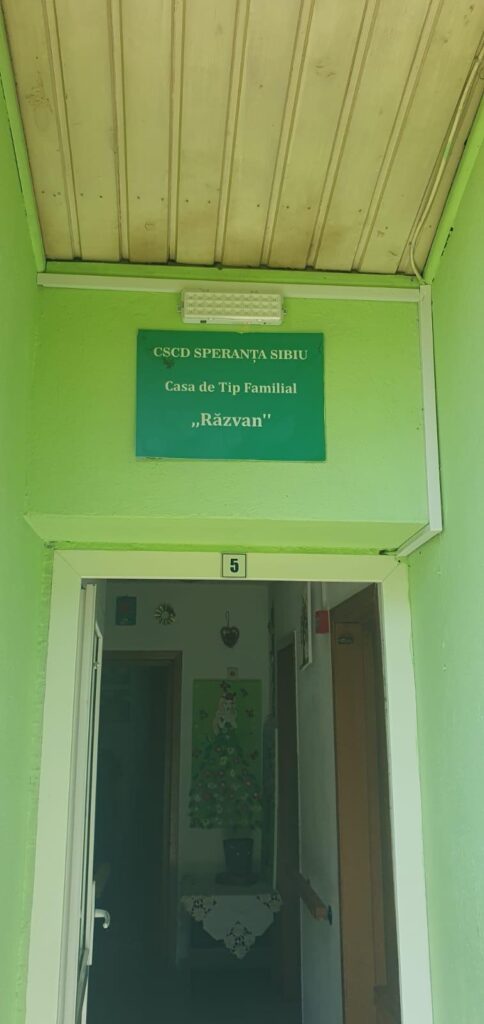 CSCD SPERANȚA SIBIU
Casa de Tip Familial
,,Răzvan"
5